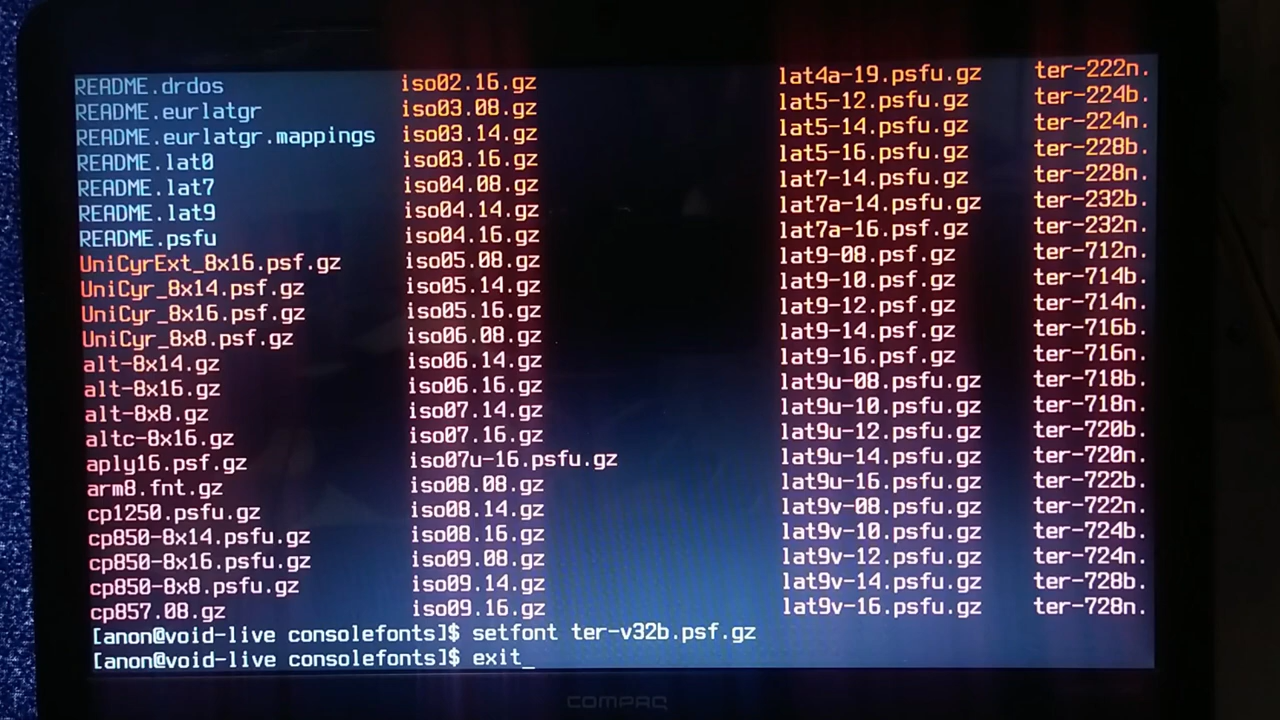 README.drdos iso02.16.gz lat4a-19.psfu.gz ter-222n.
README.eurlatgr iso03.08.gz lat5-12.psfu.gz ter-224b.
README.eurlatgr.mappings iso03.14.gz lat5-14.psfu.gz ter-224n.
README.lat0 iso03.16.gz lat5-16.psfu.gz ter-228b.
README.lat7 iso04.08.gz lat7-14.psfu.gz ter-228n.
README.lat9 iso04.14.gz lat7a-14.psfu.gz ter-232b.
README.psfu iso04.16.gz lat7a-16.psf.gz ter-232n.
UniCyrExt_8x16.psf.gz iso05.08.gz lat9-08.psf.gz ter-712n.
UniCyr_8x14.psf.gz iso05.14.gz lat9-10.psf.gz ter-714b.
UniCyr_8x16.psf.gz iso05.16.gz lat9-12.psf.gz ter-714n.
UniCyr_8x8.psf.gz iso06.08.gz lat9-14.psf.gz ter-716b.
alt-8x14.gz iso06.14.gz lat9-16.psf.gz ter-716n.
alt-8x16.gz iso06.16.gz lat9u-08.psfu.gz ter-718b.
alt-8x8.gz iso07.14.gz lat9u-10.psfu.gz ter-718n.
altc-8x16.gz iso07.16.gz lat9u-12.psfu.gz ter-720b.
aply16.psf.gz iso07u-16.psfu.gz lat9u-14.psfu.gz ter-720n.
arm8.fnt.gz iso08.08.gz lat9u-16.psfu.gz ter-722b.
cp1250.psfu.gz iso08.14.gz lat9v-08.psfu.gz ter-722n.
cp850-8x14.psfu.gz iso08.16.gz lat9v-10.psfu.gz ter-724b.
cp850-8x16.psfu.gz iso09.08.gz lat9v-12.psfu.gz ter-724n.
cp850-8x8.psfu.gz iso09.14.gz lat9v-14.psfu.gz ter-728b.
cp857.08.gz iso09.16.gz lat9v-16.psfu.gz ter-728n.
[anon@void-live consolefonts]$ setfont ter-v32b.psf.gz
[anon@void-live consolefonts]$ exit_
COMPAQ